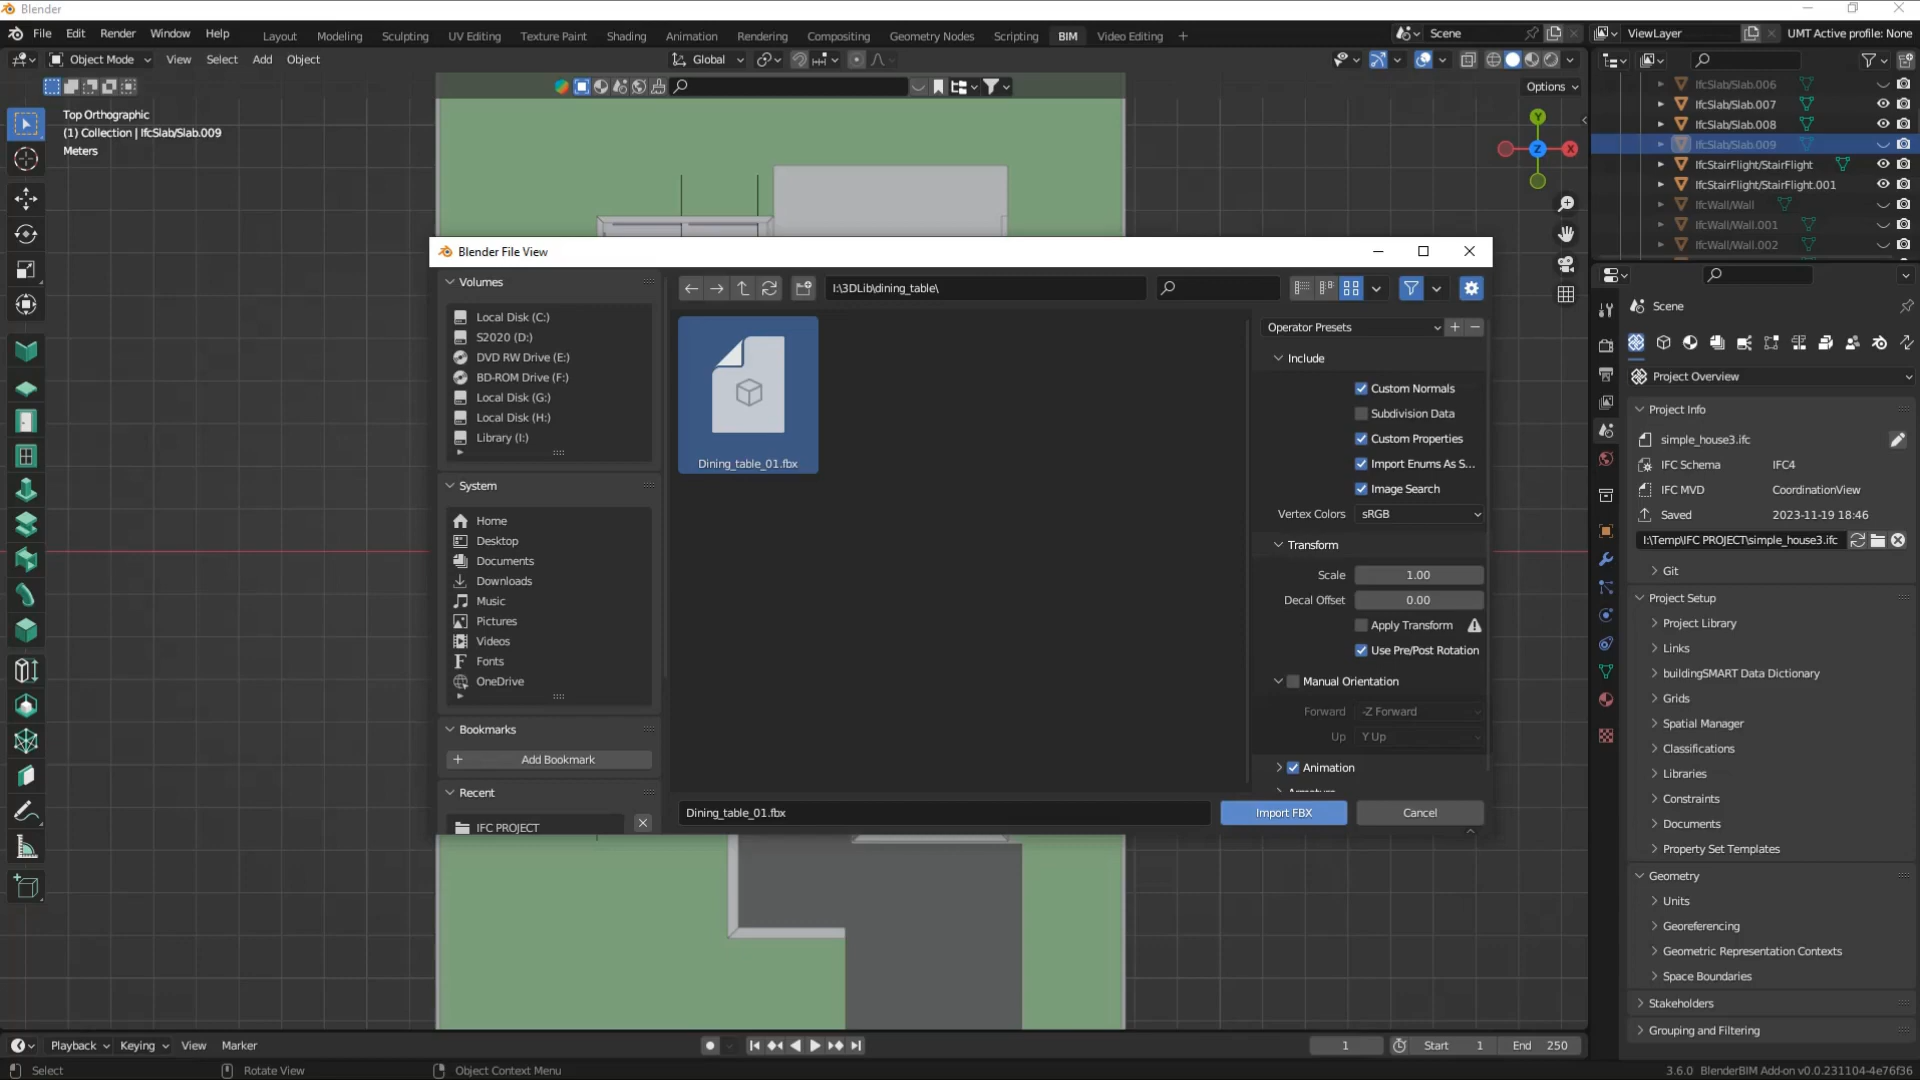 Blender
File Edit Render Window Help
Layout Modeling Sculpting UV Editing Texture Paint Shading Animation Rendering Compositing Geometry Nodes Scripting BIM Video Editing +
Scene
ViewLayer
UMT Active profile: None
Object Mode View Select Add Object
Global
Options
Top Orthographic
(1) Collection | IfcSlab/Slab.009
Meters
Y
X
Z
IfcSlab/Slab.006
IfcSlab/Slab.007
IfcSlab/Slab.008
IfcSlab/Slab.009
IfcStairFlight/StairFlight
IfcStairFlight/StairFlight.001
IfcWall/Wall
IfcWall/Wall.001
IfcWall/Wall.002
Blender File View
Volumes
Local Disk (C:)
S2020 (D:)
DVD RW Drive (E:)
BD-ROM Drive (F:)
Local Disk (G:)
Local Disk (H:)
Library (I:)
System
Home
Desktop
Documents
Downloads
Music
Pictures
Videos
Fonts
OneDrive
Bookmarks
Add Bookmark
Recent
IFC PROJECT
I:\3DLib\dining_table\
Dining_table_01.fbx
Operator Presets
Include
Custom Normals
Subdivision Data
Custom Properties
Import Enums As S...
Image Search
Vertex Colors sRGB
Transform
Scale 1.00
Decal Offset 0.00
Apply Transform
Use Pre/Post Rotation
Manual Orientation
Forward -Z Forward
Up Y Up
Animation
Armature
Dining_table_01.fbx
Import FBX
Cancel
Scene
Project Overview
Project Info
simple_house3.ifc
IFC Schema IFC4
IFC MVD CoordinationView
Saved 2023-11-19 18:46
I:\Temp\IFC PROJECT\simple_house3.ifc
Git
Project Setup
Project Library
Links
buildingSMART Data Dictionary
Grids
Spatial Manager
Classifications
Libraries
Constraints
Documents
Property Set Templates
Geometry
Units
Georeferencing
Geometric Representation Contexts
Space Boundaries
Stakeholders
Grouping and Filtering
Playback Keying View Marker
1
Start 1
End 250
Select
Rotate View
Object Context Menu
3.6.0 BlenderBIM Add-on v0.0.231104-4e76f36